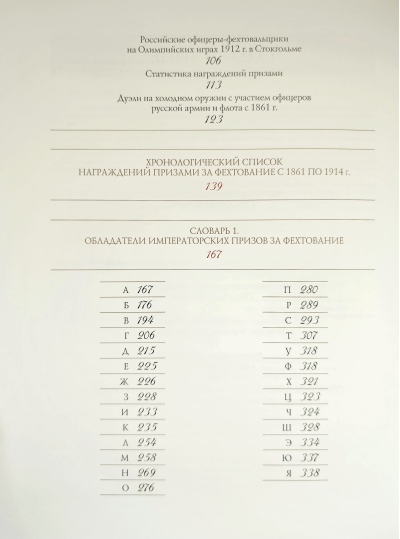 Российские офицеры-фехтовальщики
на Олимпийских играх 1912 г. в Стокгольме
106
Статистика награждений призами
113
Дуэли на холодном оружии с участием офицеров
русской армии и флота с 1861 г.
123
ХРОНОЛОГИЧЕСКИЙ СПИСОК
НАГРАЖДЕНИЙ ПРИЗАМИ ЗА ФЕХТОВАНИЕ С 1861 ПО 1914 г.
139
СЛОВАРЬ 1.
ОБЛАДАТЕЛИ ИМПЕРАТОРСКИХ ПРИЗОВ ЗА ФЕХТОВАНИЕ
167
А 167
Б 176
В 194
Г 206
Д 215
Е 225
Ж 226
З 228
И 233
К 235
Л 254
М 258
Н 269
О 276
П 280
Р 289
С 293
Т 307
У 318
Ф 318
Х 321
Ц 323
Ч 324
Ш 328
Э 334
Ю 337
Я 338